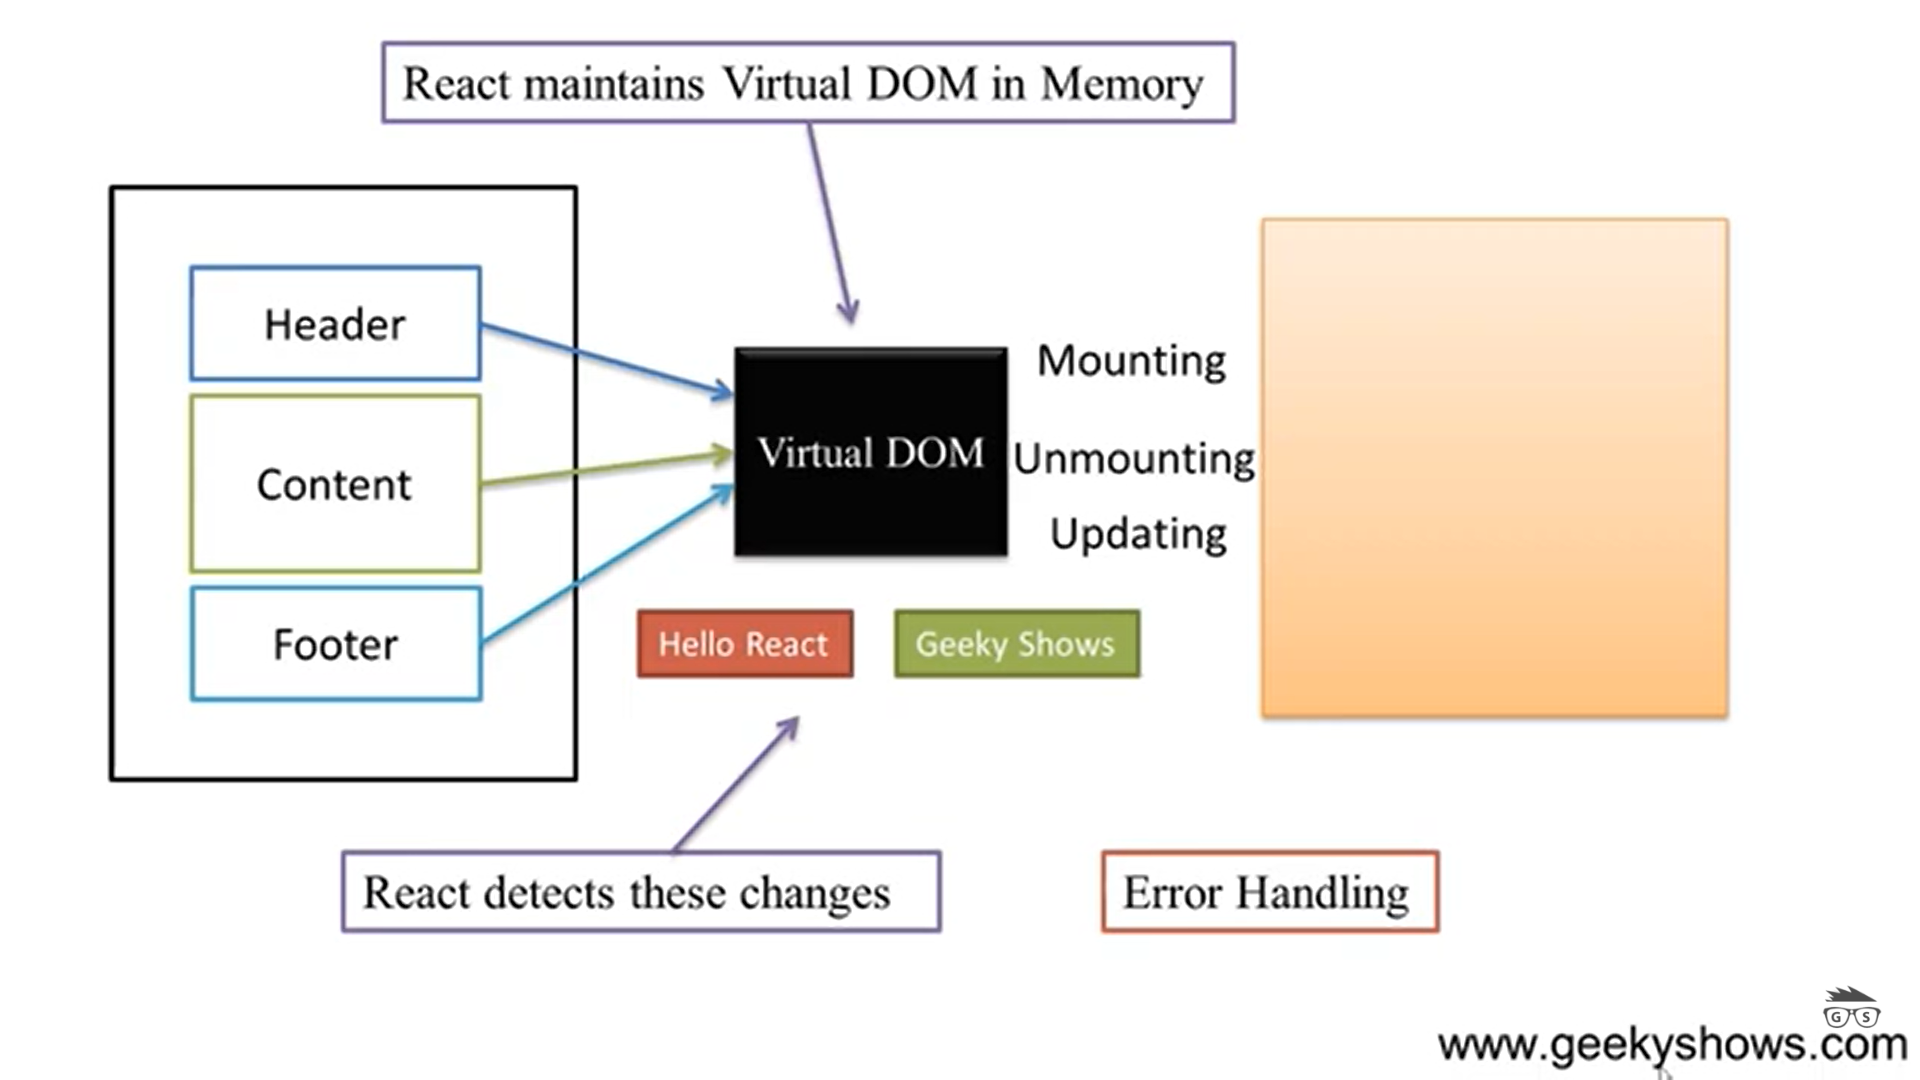 React maintains Virtual DOM in Memory
Header
Content
Footer
Virtual DOM
Mounting
Unmounting
Updating
Hello React
Geeky Shows
React detects these changes
Error Handling
G S
www.geekyshows.com